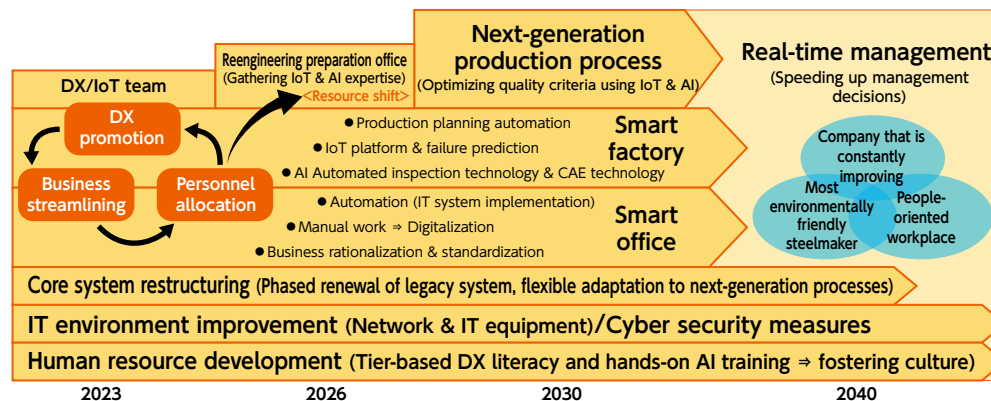 DX/IoT team
Reengineering preparation office
(Gathering IoT & AI expertise)
<Resource shift>
Next-generation
production process
(Optimizing quality criteria using IoT & AI)
Real-time management
(Speeding up management
decisions)
DX
promotion
Business
streamlining
Personnel
allocation
● Production planning automation
● IoT platform & failure prediction
● AI Automated inspection technology & CAE technology
Smart
factory
● Automation (IT system implementation)
● Manual work ⇒ Digitalization
● Business rationalization & standardization
Smart
office
Company that is
constantly
improving
Most
environmentally
friendly
steelmaker
People-
oriented
workplace
Core system restructuring (Phased renewal of legacy system, flexible adaptation to next-generation processes)
IT environment improvement (Network & IT equipment)/Cyber security measures
Human resource development (Tier-based DX literacy and hands-on AI training ⇒ fostering culture)
2023
2026
2030
2040